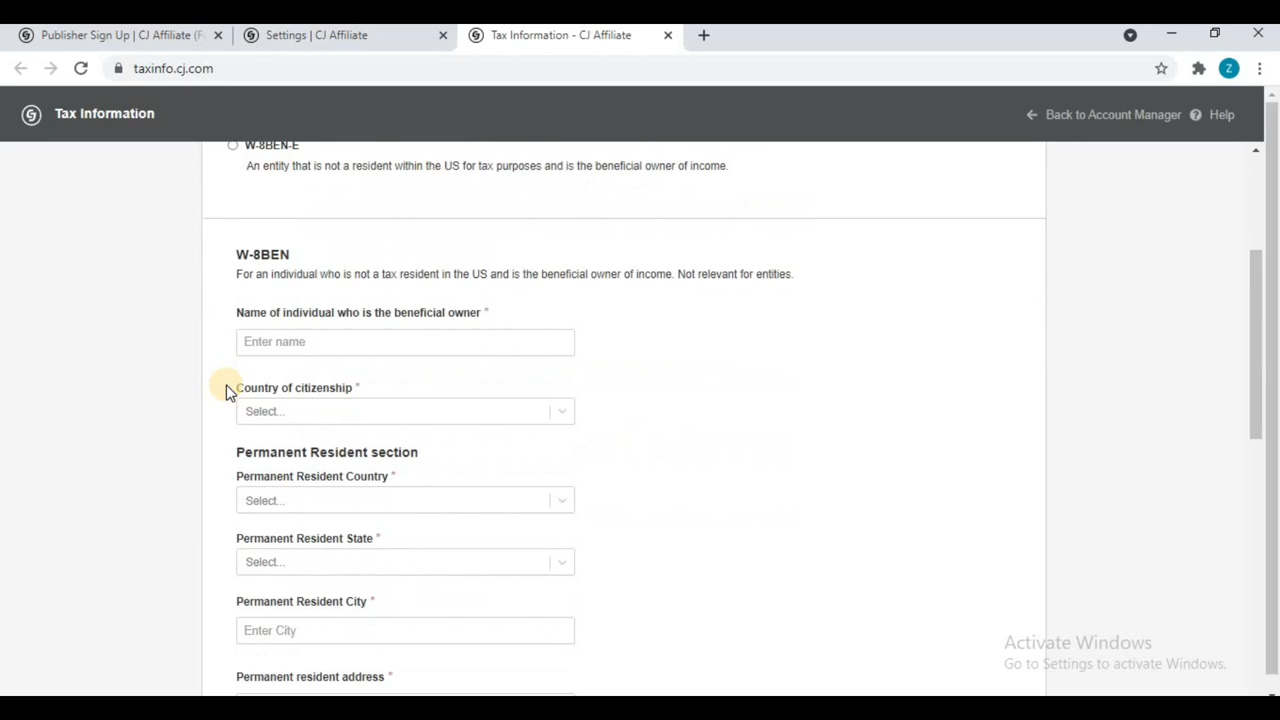 Publisher Sign Up | CJ Affiliate (F
Settings | CJ Affiliate
Tax Information - CJ Affiliate
taxinfo.cj.com
Z
Tax Information
Back to Account Manager
Help
W-8BEN-E
An entity that is not a resident within the US for tax purposes and is the beneficial owner of income.
W-8BEN
For an individual who is not a tax resident in the US and is the beneficial owner of income. Not relevant for entities.
Name of individual who is the beneficial owner *
Enter name
Country of citizenship *
Select...
Permanent Resident section
Permanent Resident Country *
Select...
Permanent Resident State *
Select...
Permanent Resident City *
Enter City
Permanent resident address *
Activate Windows
Go to Settings to activate Windows.